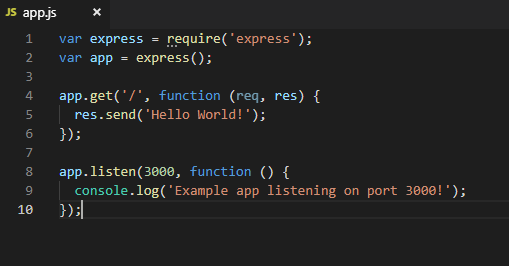 JS app.js ×
1 var express = require('express');
2 var app = express();
3
4 app.get('/', function (req, res) {
5   res.send('Hello World!');
6 });
7
8 app.listen(3000, function () {
9   console.log('Example app listening on port 3000!');
10 });